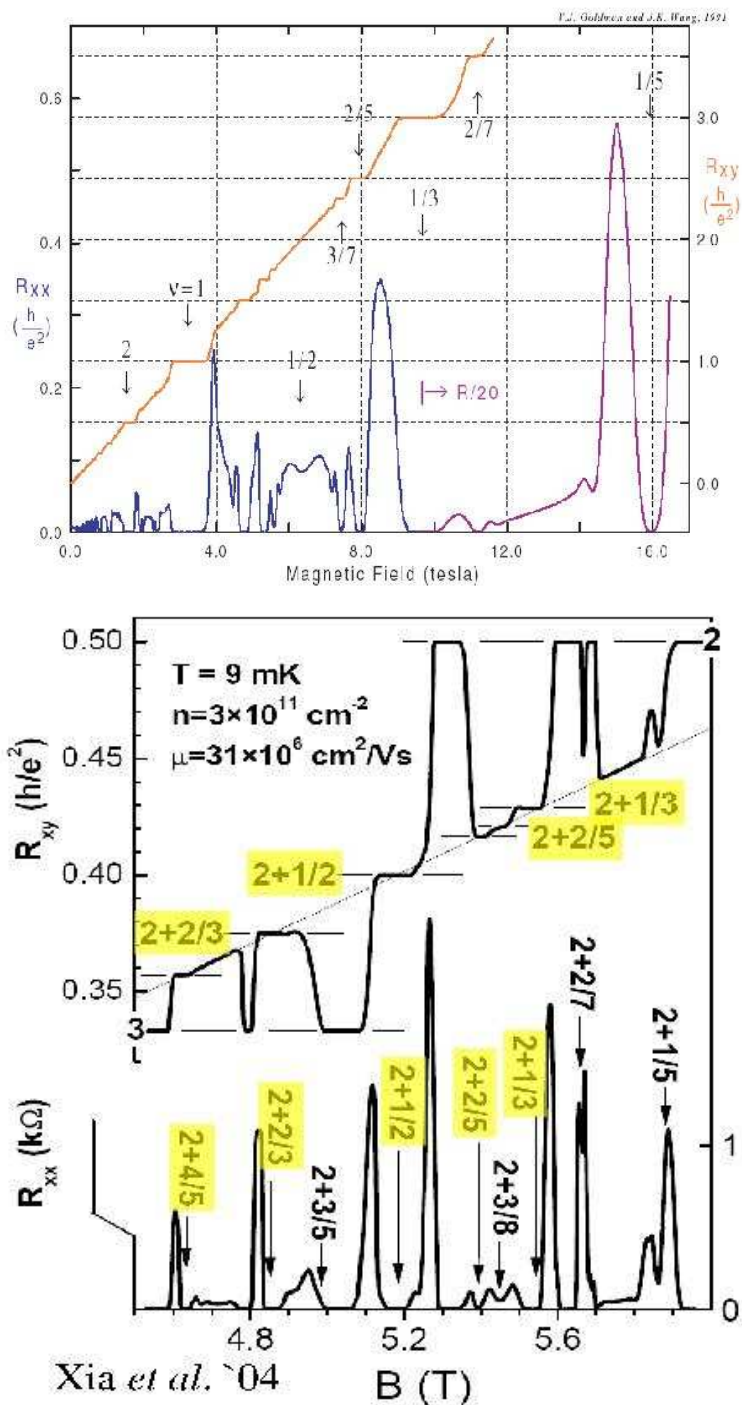 V.J. Goldman and J.K. Wang, 1991
0.6
0.4
0.2
0.0
Rxx
(h/e²)
3.0
2.0
1.0
0.0
Rxy
(h/e²)
2
ν=1
1/2
3/7
2/5
1/3
2/7
1/5
R/20
0.0
4.0
8.0
12.0
16.0
Magnetic Field (tesla)
0.50
0.45
0.40
0.35
Rxy (h/e²)
T = 9 mK
n=3×10¹¹ cm⁻²
μ=31×10⁶ cm²/Vs
2
2+1/3
2+2/5
2+1/2
2+2/3
3
2+4/5
2+2/3
2+3/5
2+1/2
2+2/5
2+3/8
2+1/3
2+2/7
2+1/5
Rxx (kΩ)
1
0
4.8
5.2
5.6
Xia et al. `04
B (T)